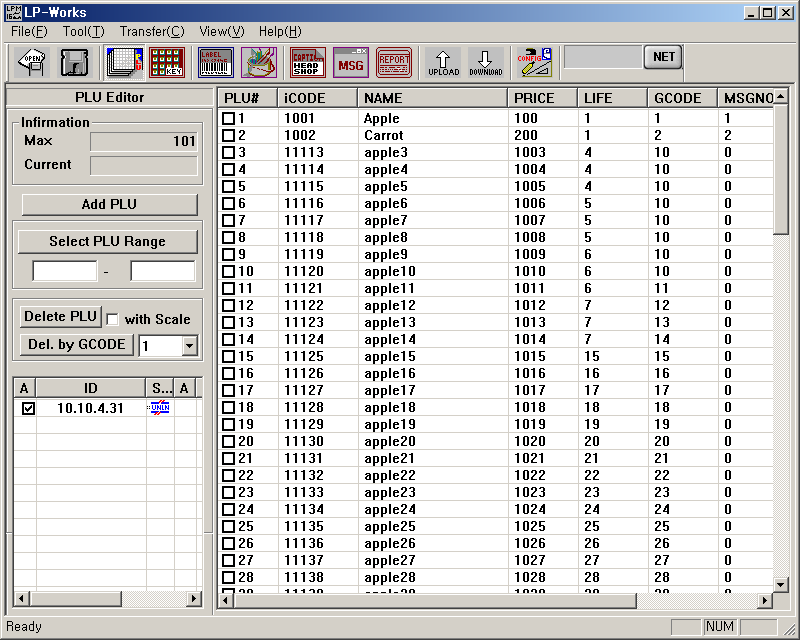 LP-Works
File(F) Tool(T) Transfer(C) View(V) Help(H)
OPEN KEY LABEL CAPTION HEAD SHOP MSG REPORT UPLOAD DOWNLOAD CONFIG NET
PLU Editor
Infirmation
Max 101
Current
Add PLU
Select PLU Range
-
Delete PLU with Scale
Del. by GCODE 1
A ID S... A
10.10.4.31 UNLN
PLU# iCODE NAME PRICE LIFE GCODE MSGNO
1 1001 Apple 100 1 1 1
2 1002 Carrot 200 1 2 2
3 11113 apple3 1003 4 10 0
4 11114 apple4 1004 4 10 0
5 11115 apple5 1005 4 10 0
6 11116 apple6 1006 5 10 0
7 11117 apple7 1007 5 10 0
8 11118 apple8 1008 5 10 0
9 11119 apple9 1009 6 10 0
10 11120 apple10 1010 6 10 0
11 11121 apple11 1011 6 11 0
12 11122 apple12 1012 7 12 0
13 11123 apple13 1013 7 13 0
14 11124 apple14 1014 7 14 0
15 11125 apple15 1015 15 15 0
16 11126 apple16 1016 16 16 0
17 11127 apple17 1017 17 17 0
18 11128 apple18 1018 18 18 0
19 11129 apple19 1019 19 19 0
20 11130 apple20 1020 20 20 0
21 11131 apple21 1021 21 21 0
22 11132 apple22 1022 22 22 0
23 11133 apple23 1023 23 23 0
24 11134 apple24 1024 24 24 0
25 11135 apple25 1025 25 25 0
26 11136 apple26 1026 26 26 0
27 11137 apple27 1027 27 27 0
28 11138 apple28 1028 28 28 0
Ready NUM